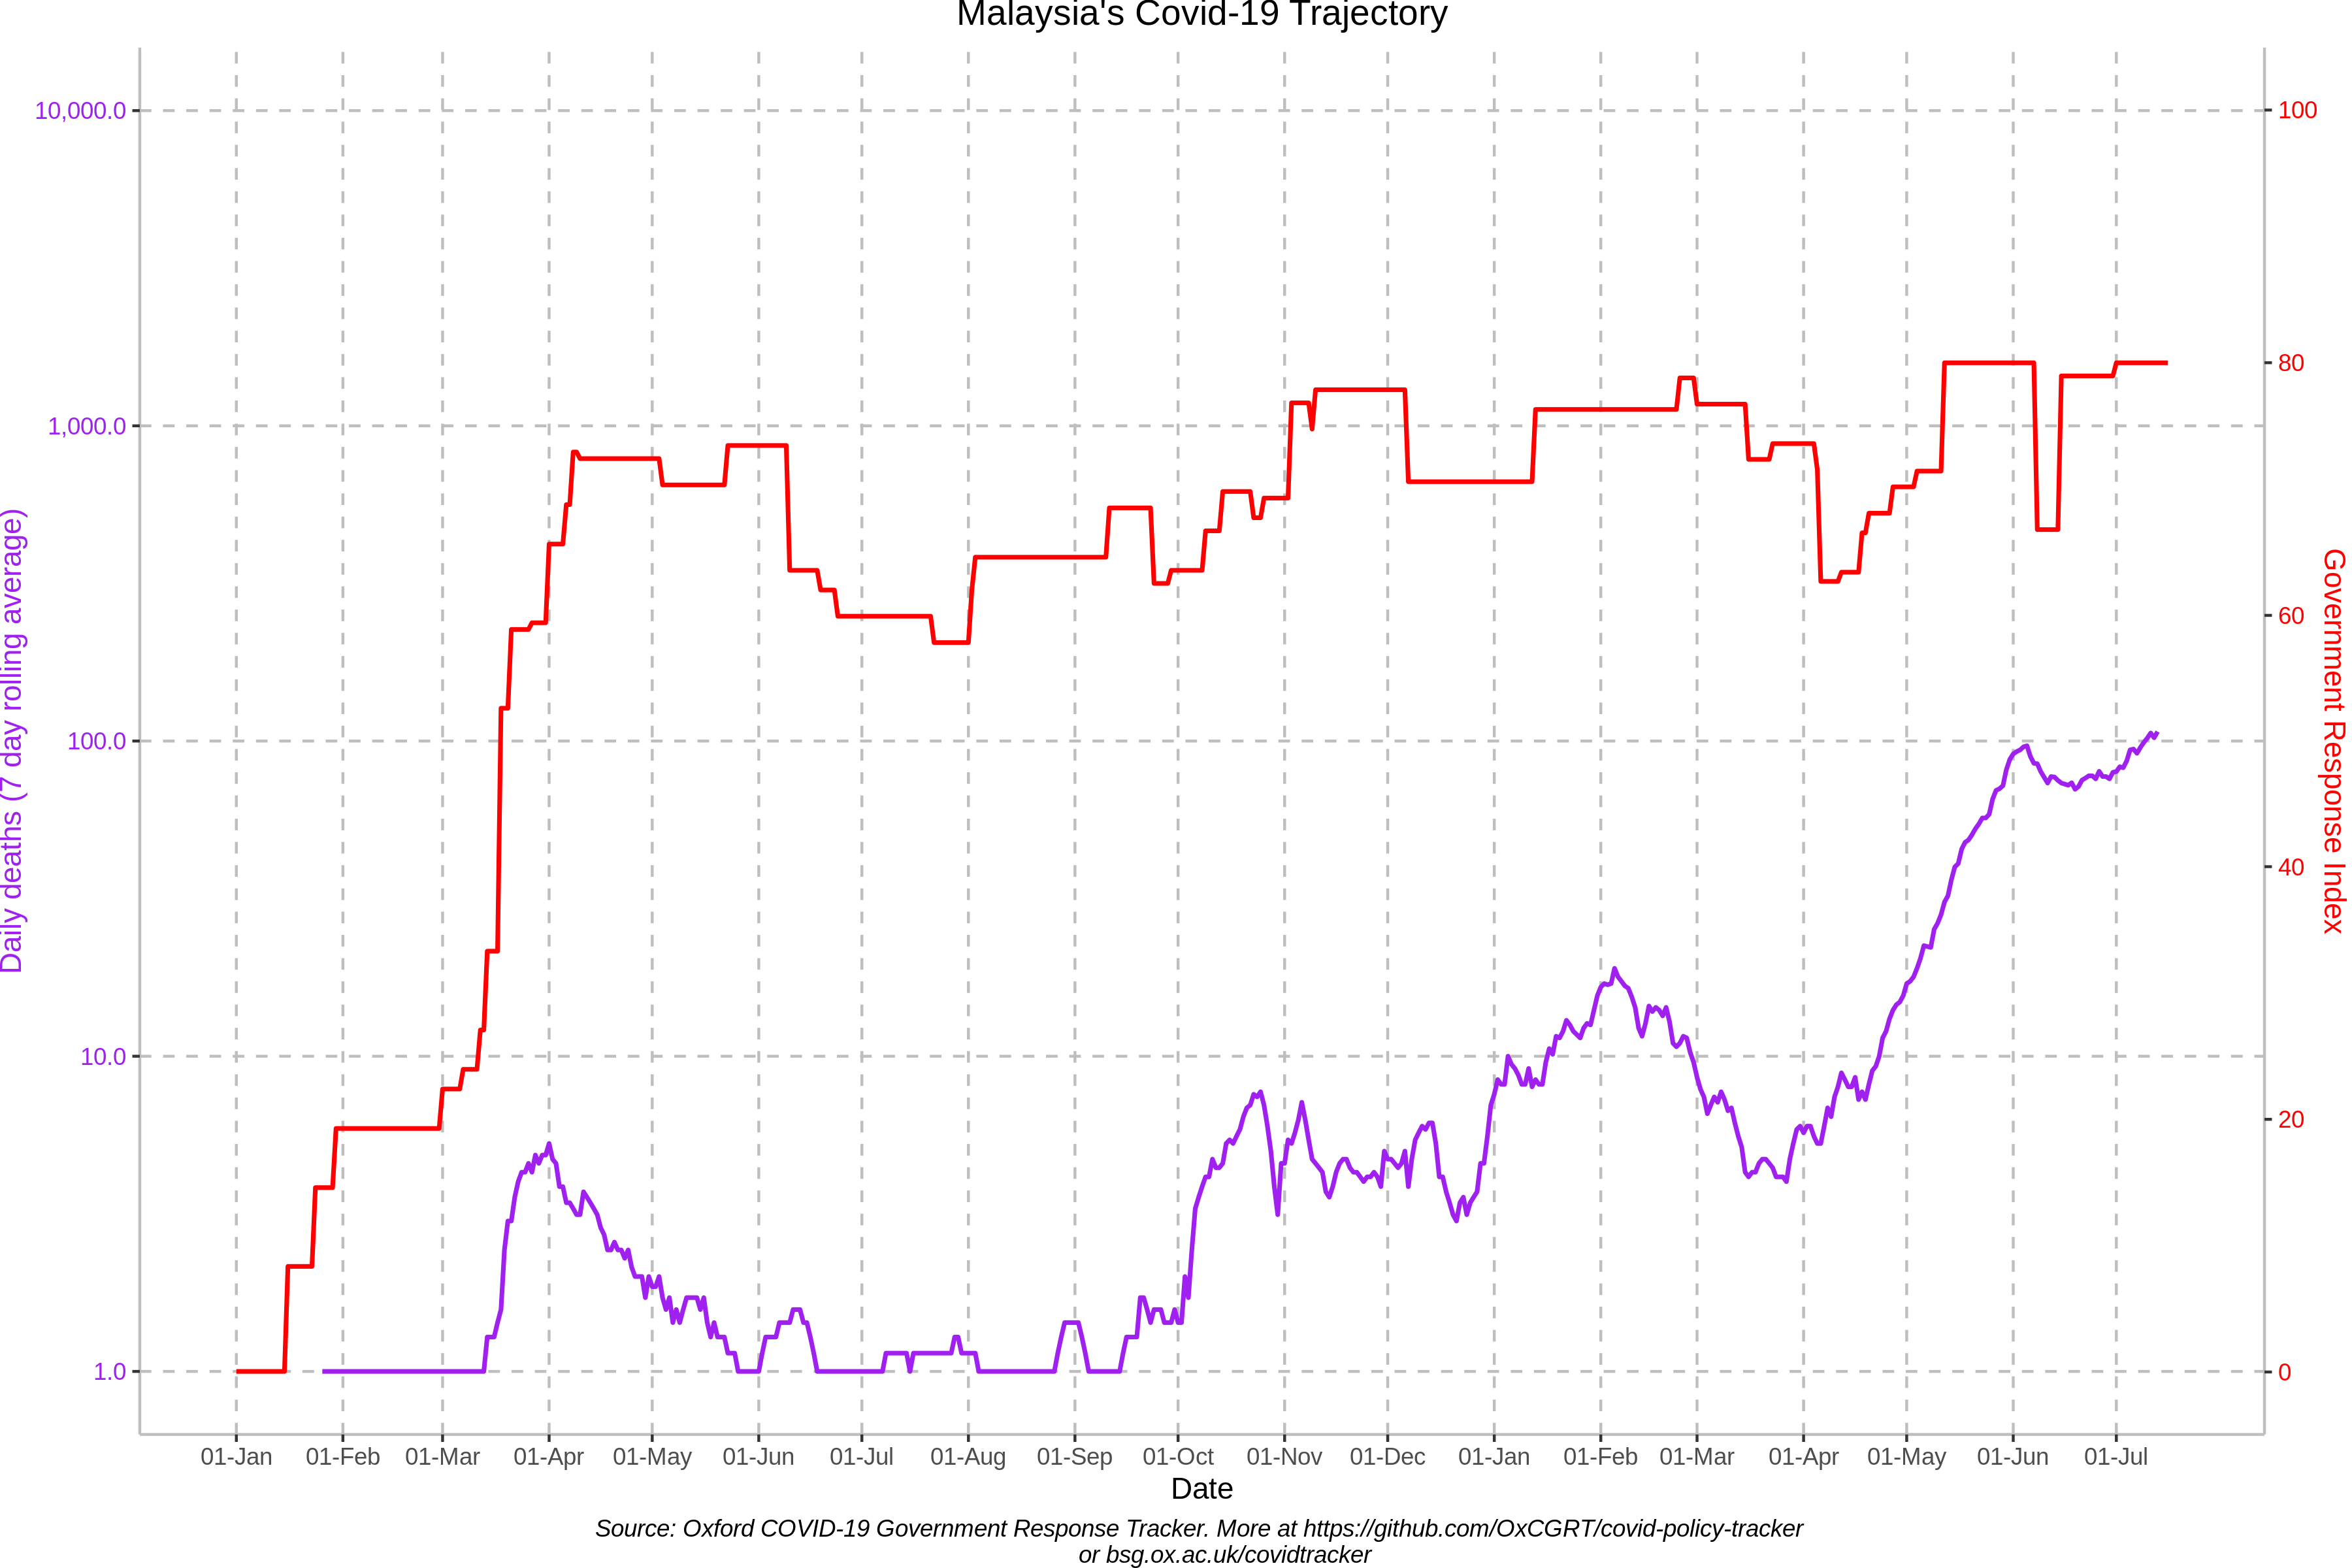 Malaysia's Covid-19 Trajectory
10,000.0
1,000.0
100.0
10.0
1.0
Daily deaths (7 day rolling average)
100
80
60
40
20
0
Government Response Index
01-Jan 01-Feb 01-Mar 01-Apr 01-May 01-Jun 01-Jul 01-Aug 01-Sep 01-Oct 01-Nov 01-Dec 01-Jan 01-Feb 01-Mar 01-Apr 01-May 01-Jun 01-Jul
Date
Source: Oxford COVID-19 Government Response Tracker. More at https://github.com/OxCGRT/covid-policy-tracker
or bsg.ox.ac.uk/covidtracker